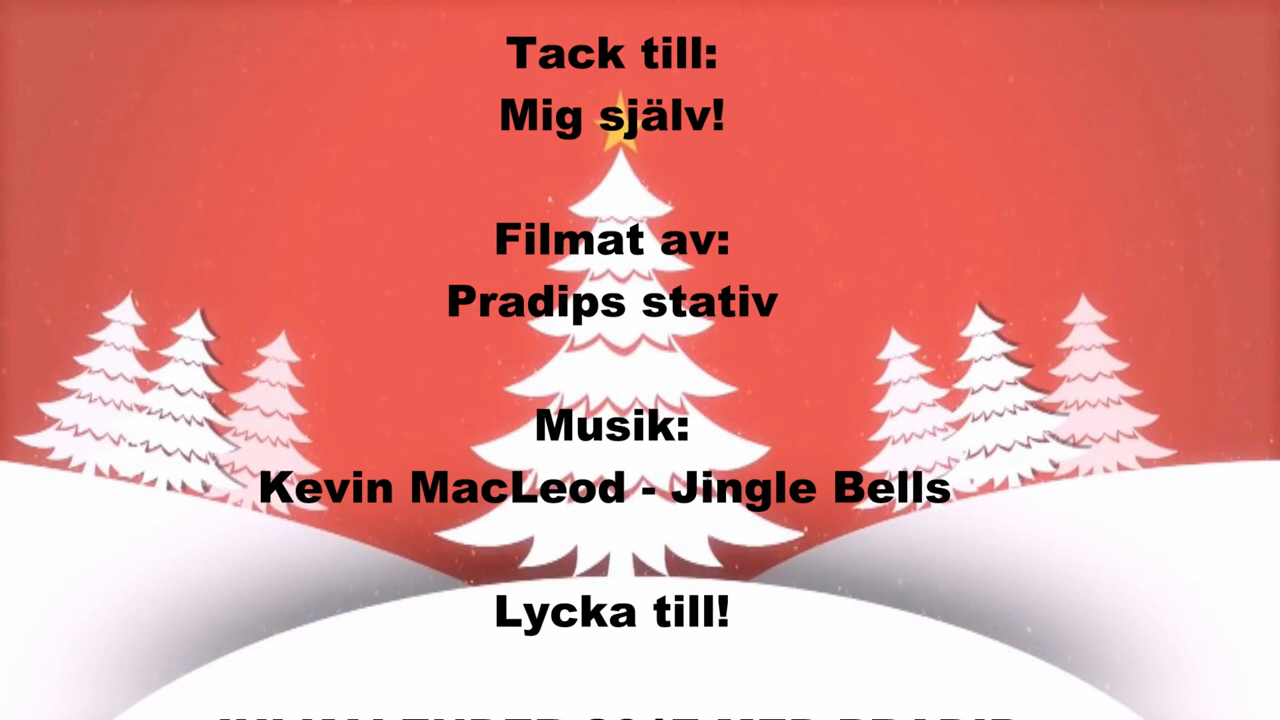 Tack till:
Mig själv!
Filmat av:
Pradips stativ
Musik:
Kevin MacLeod - Jingle Bells
Lycka till!